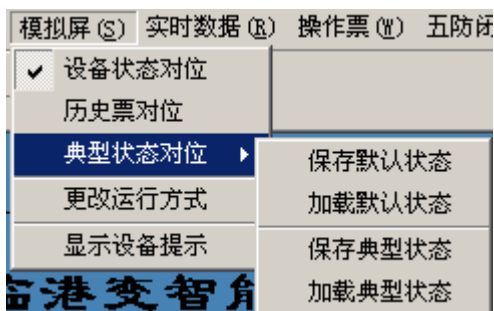 模拟屏(S) 实时数据(R) 操作票(W) 五防闭
设备状态对位
历史票对位
典型状态对位
保存默认状态
更改运行方式
加载默认状态
显示设备提示
保存典型状态
临港变智能
加载典型状态